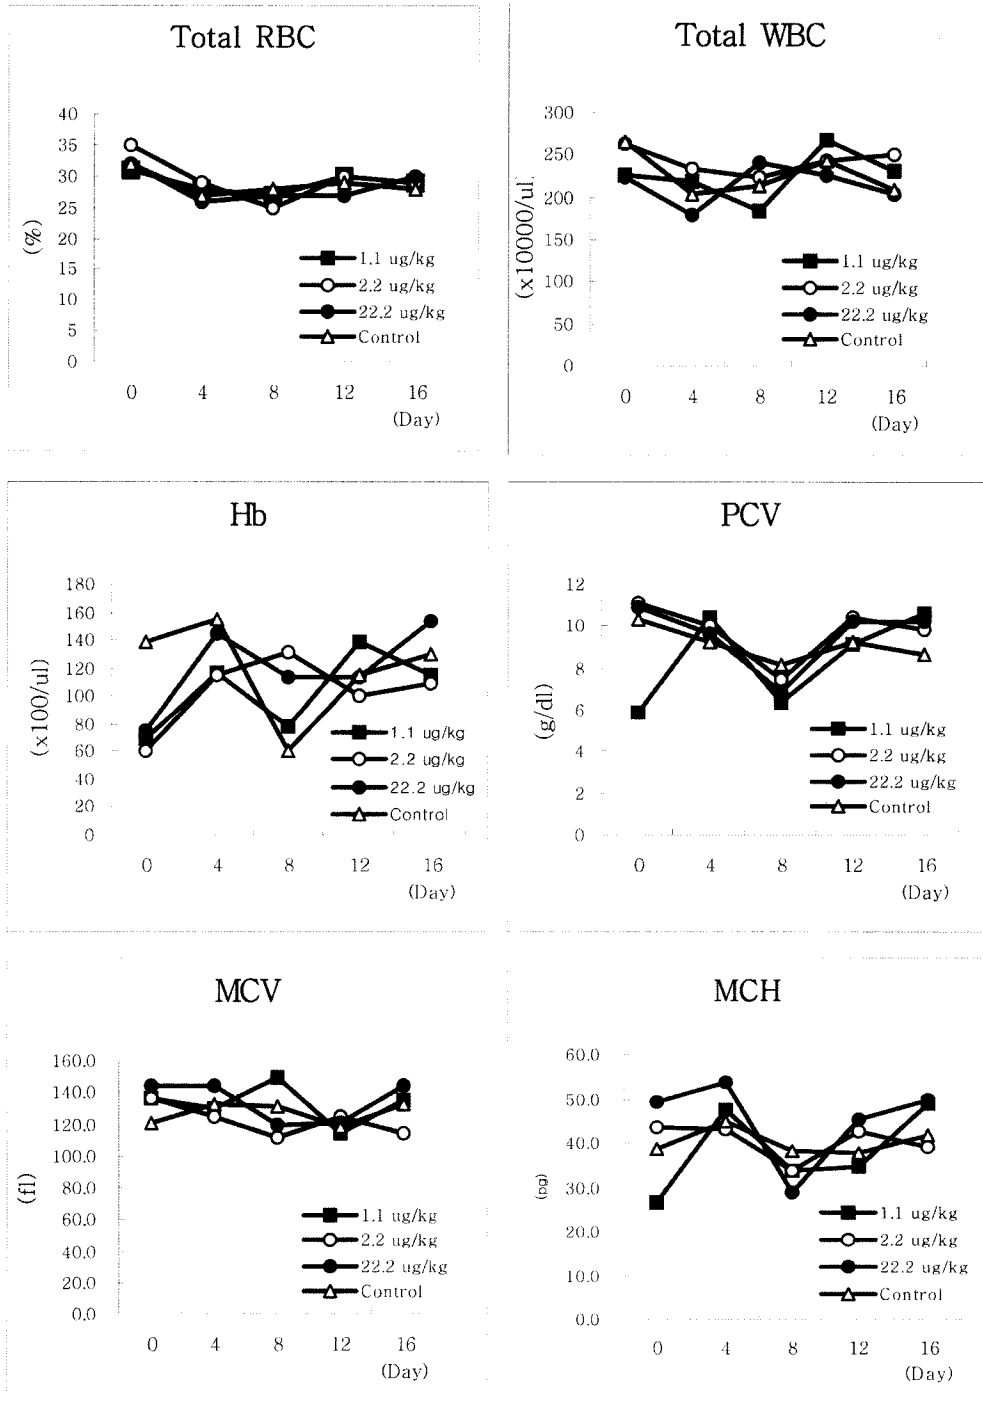 Total RBC
40
35
30
25
20
15
10
5
0
(%)
1.1 ug/kg
2.2 ug/kg
22.2 ug/kg
Control
0 4 8 12 16
(Day)
Total WBC
300
250
200
150
100
50
0
(x10000/ul)
1.1 ug/kg
2.2 ug/kg
22.2 ug/kg
Control
0 4 8 12 16
(Day)
Hb
180
160
140
120
100
80
60
40
20
0
(x100/ul)
1.1 ug/kg
2.2 ug/kg
22.2 ug/kg
Control
0 4 8 12 16
(Day)
PCV
12
10
8
6
4
2
0
(g/dl)
1.1 ug/kg
2.2 ug/kg
22.2 ug/kg
Control
0 4 8 12 16
(Day)
MCV
160.0
140.0
120.0
100.0
80.0
60.0
40.0
20.0
0.0
(fl)
1.1 ug/kg
2.2 ug/kg
22.2 ug/kg
Control
0 4 8 12 16
(Day)
MCH
60.0
50.0
40.0
30.0
20.0
10.0
0.0
(pg)
1.1 ug/kg
2.2 ug/kg
22.2 ug/kg
Control
0 4 8 12 16
(Day)